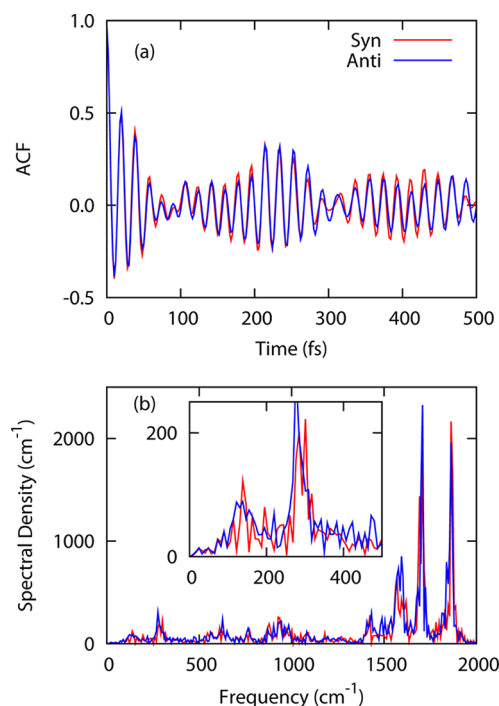 (a)
Syn
Anti
1.0
0.5
0.0
-0.5
ACF
0 100 200 300 400 500
Time (fs)
(b)
200
0
0 200 400
2000
1000
0
Spectral Density (cm-1)
0 500 1000 1500 2000
Frequency (cm-1)